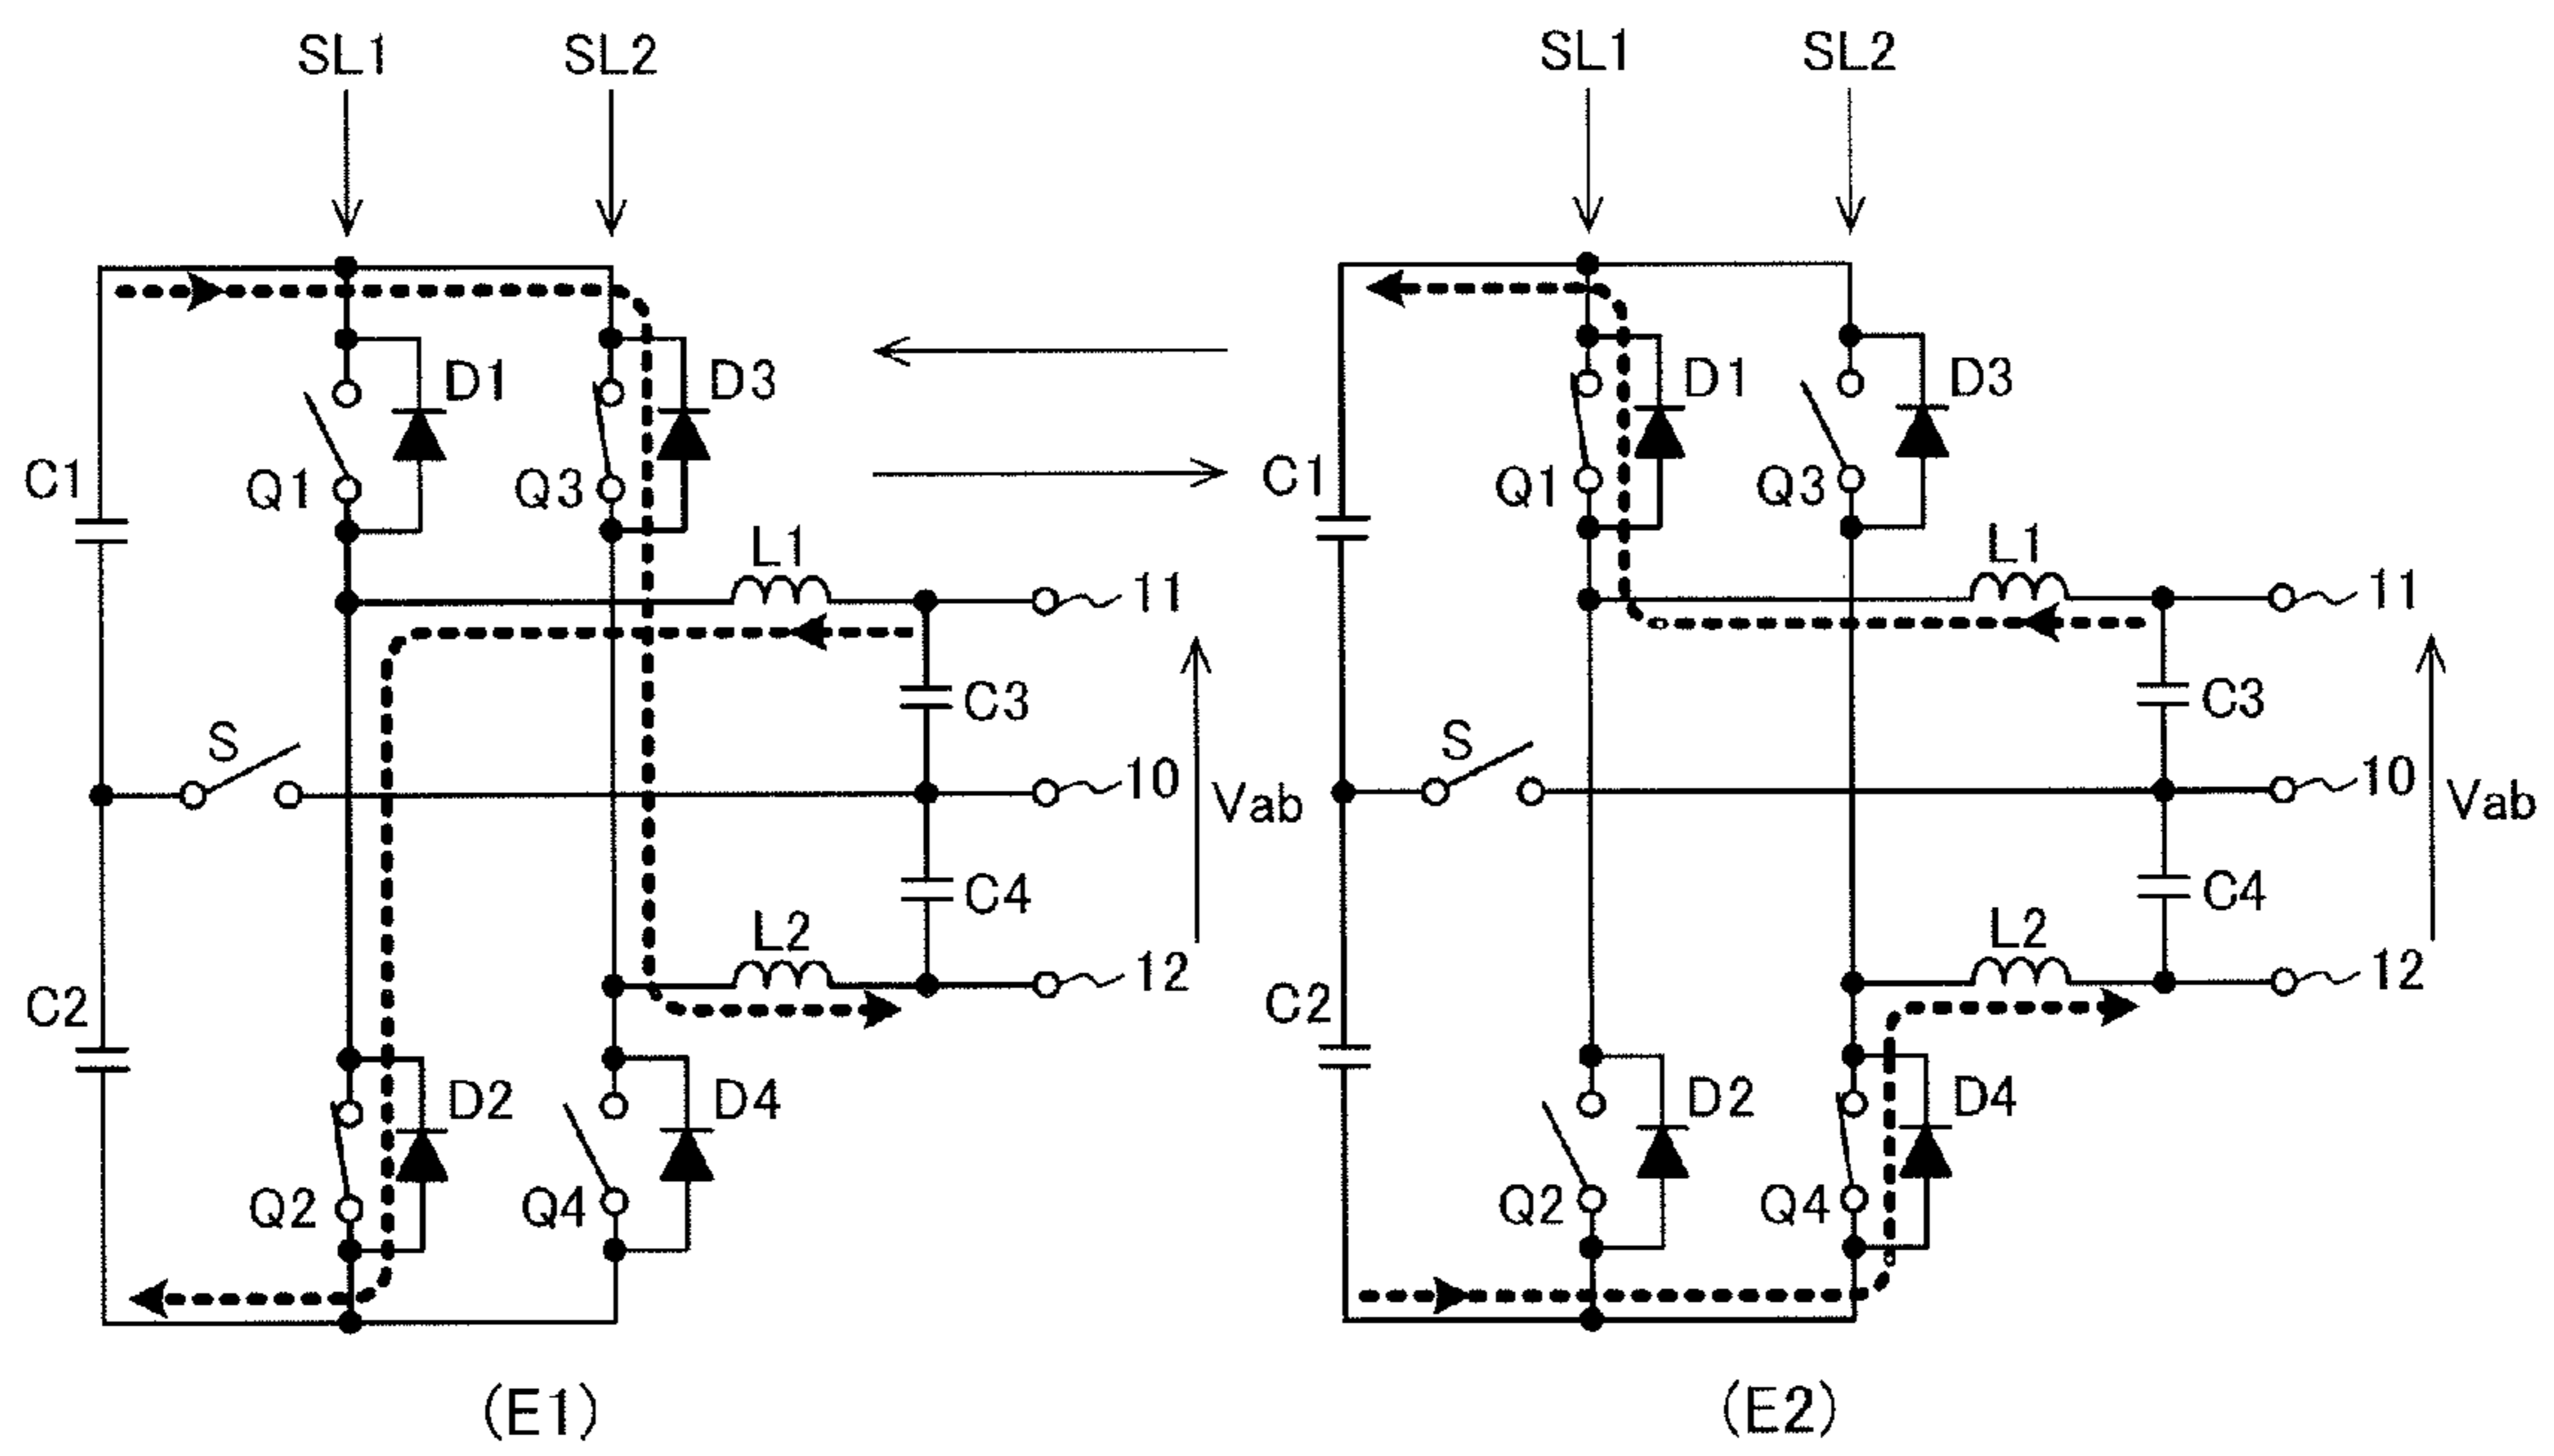 SL1 SL2
D1 D3
C1 Q1 Q3
L1
11
C3
S
10
Vab
C4
L2
12
C2
D2 D4
Q2 Q4
(E1)
SL1 SL2
D1 D3
C1 Q1 Q3
L1
11
C3
S
10
Vab
C4
L2
12
C2
D2 D4
Q2 Q4
(E2)